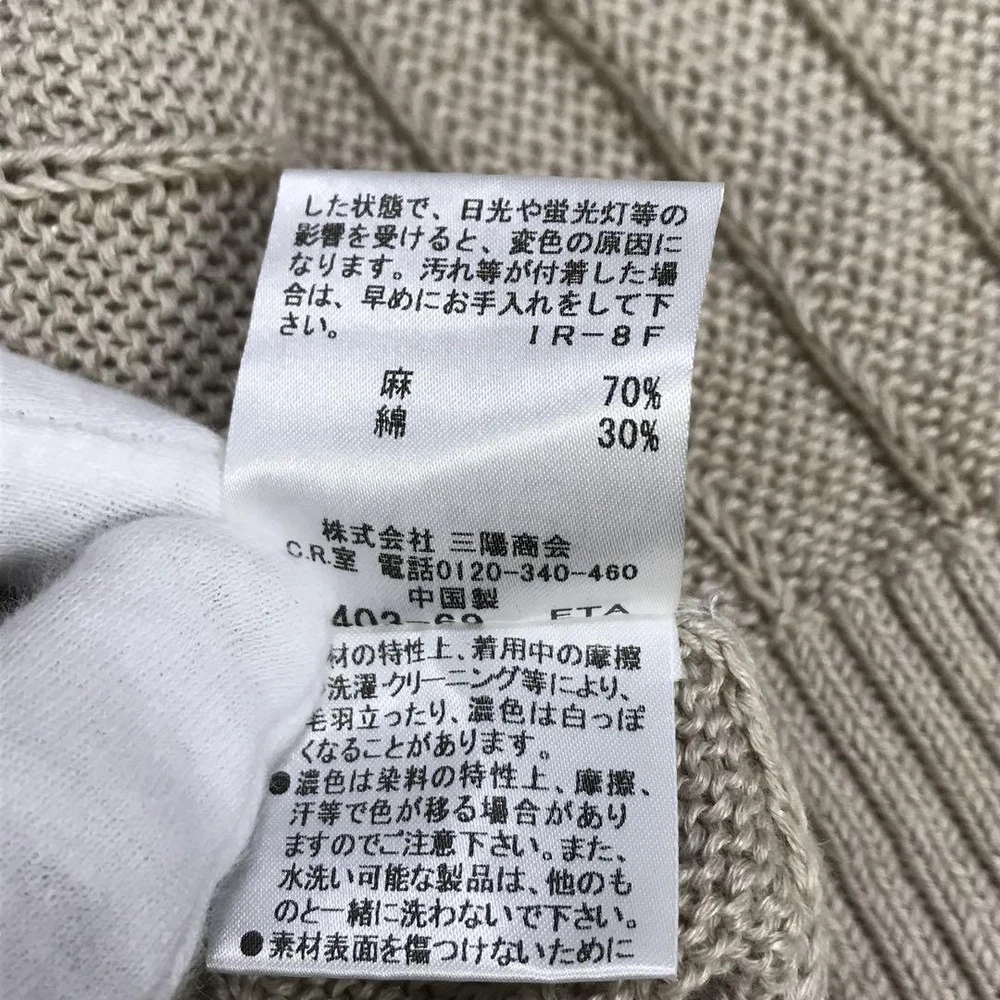 した状態で、日光や蛍光灯等の
影響を受けると、変色の原因に
なります。汚れ等が付着した場
合は、早めにお手入れをして下
さい。 IR-8F
麻 70%
綿 30%
株式会社 三陽商会
C.R.室 電話0120-340-460
中国製
403-69 ETA
材の特性上、着用中の摩擦
洗濯・クリーニング等により、
毛羽立ったり、濃色は白っぽ
くなることがあります。
●濃色は染料の特性上、摩擦、
汗等で色が移る場合があり
ますのでご注意下さい。また、
水洗い可能な製品は、他のも
のと一緒に洗わないで下さい。
●素材表面を傷つけないために